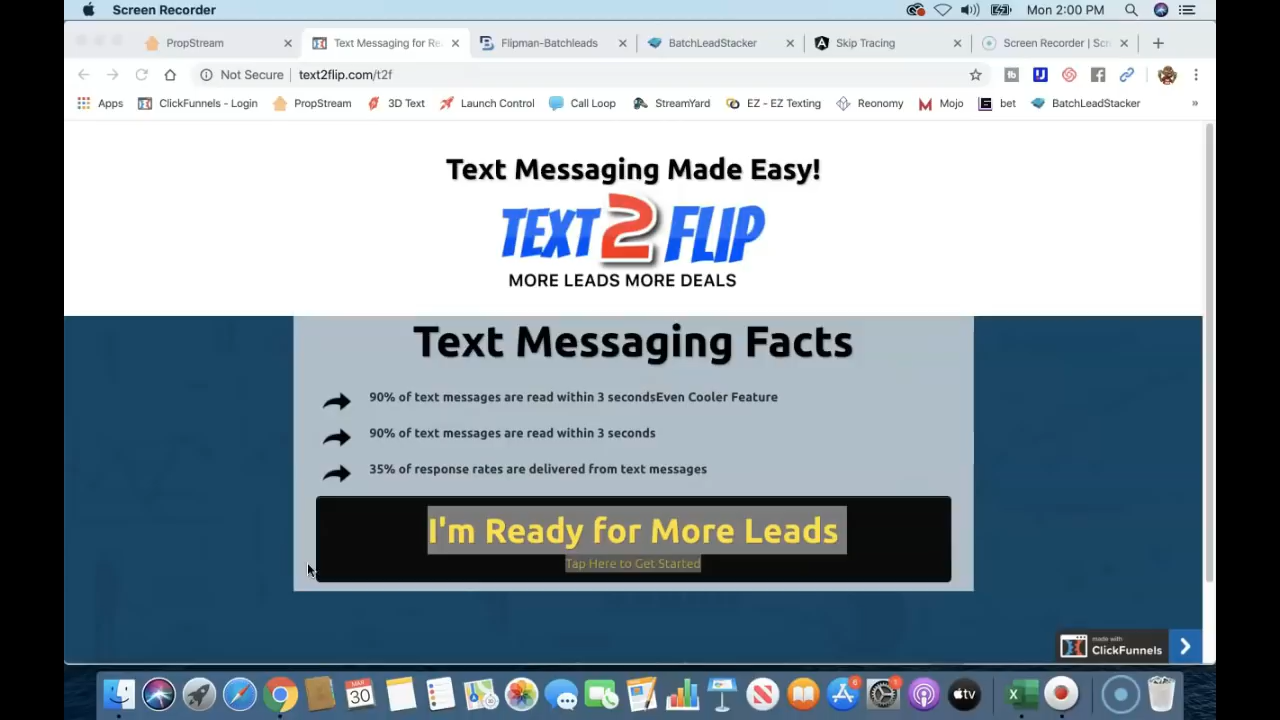 Screen Recorder
Mon 2:00 PM
PropStream
Text Messaging for Re
Flipman-Batchleads
BatchLeadStacker
Skip Tracing
Screen Recorder | Scr
Not Secure
text2flip.com/t2f
Apps
ClickFunnels - Login
PropStream
3D Text
Launch Control
Call Loop
StreamYard
EZ - EZ Texting
Reonomy
Mojo
bet
BatchLeadStacker
»
Text Messaging Made Easy!
TEXT 2 FLIP
MORE LEADS MORE DEALS
Text Messaging Facts
90% of text messages are read within 3 secondsEven Cooler Feature
90% of text messages are read within 3 seconds
35% of response rates are delivered from text messages
I'm Ready for More Leads
Tap Here to Get Started
made with
ClickFunnels
MAR
30
tv